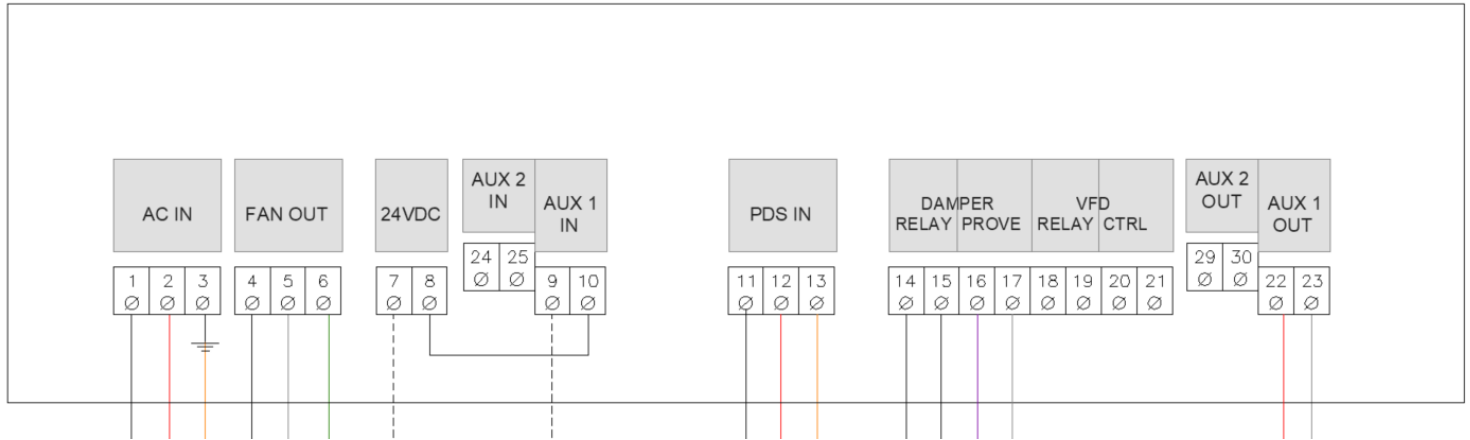 AC IN
FAN OUT
24VDC
AUX 2
IN
AUX 1
IN
PDS IN
DAMPER
RELAY PROVE
VFD
RELAY CTRL
AUX 2
OUT
AUX 1
OUT
1 2 3
4 5 6
7 8
24 25
9 10
11 12 13
14 15 16 17 18 19 20 21
29 30
22 23